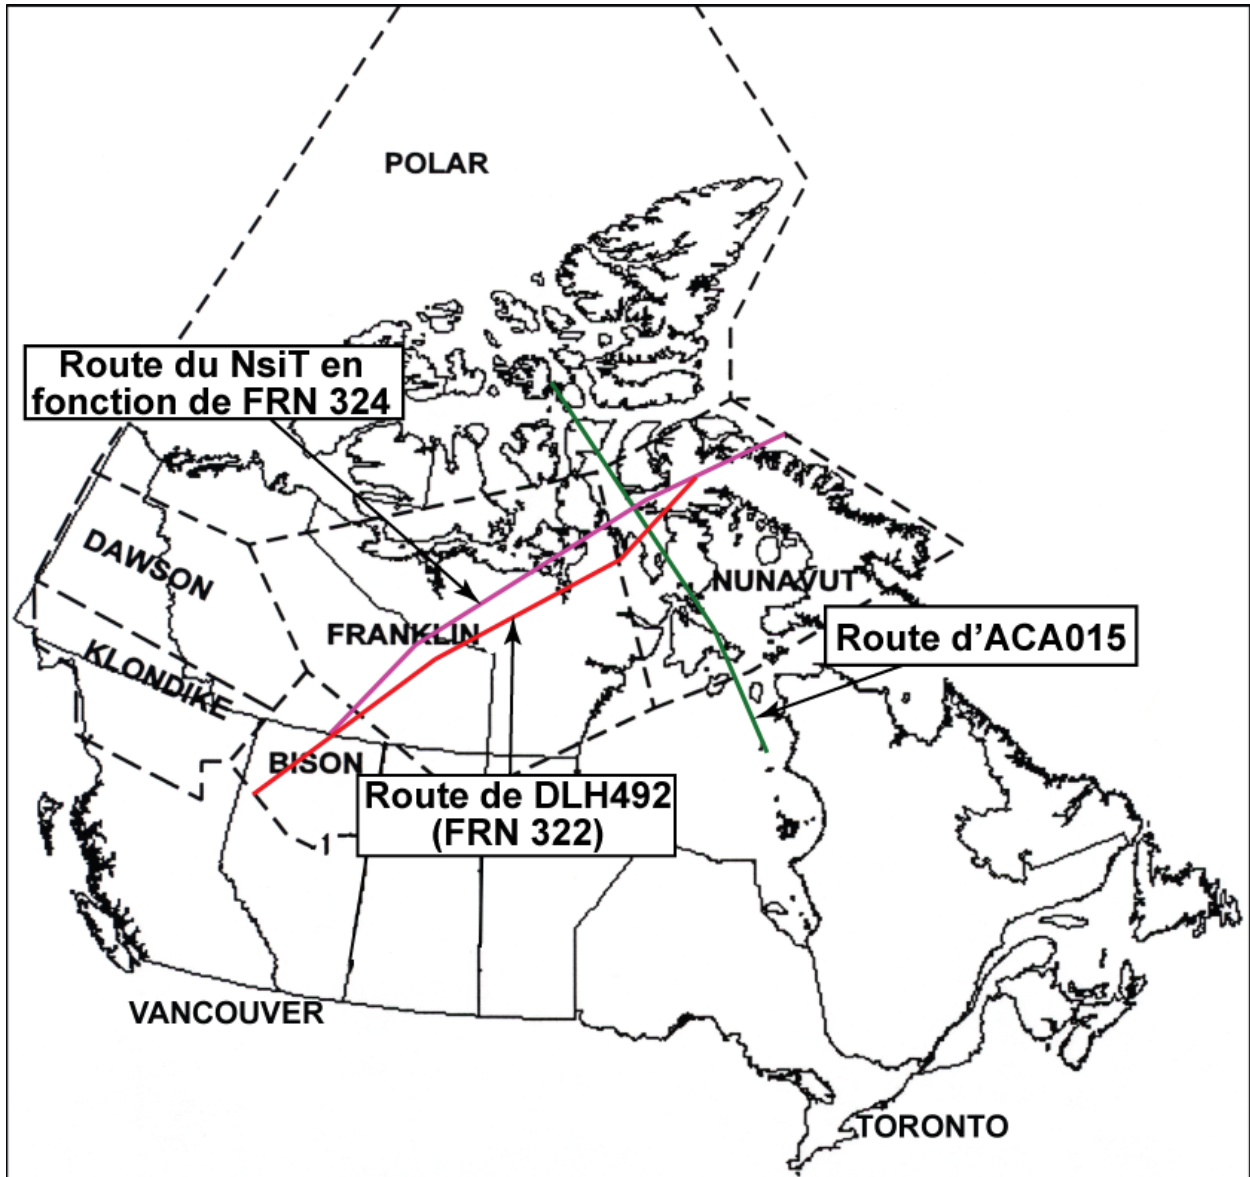 POLAR
Route du NsiT en
fonction de FRN 324
DAWSON
NUNAVUT
FRANKLIN
Route d'ACA015
KLONDIKE
BISON
Route de DLH492
(FRN 322)
VANCOUVER
TORONTO